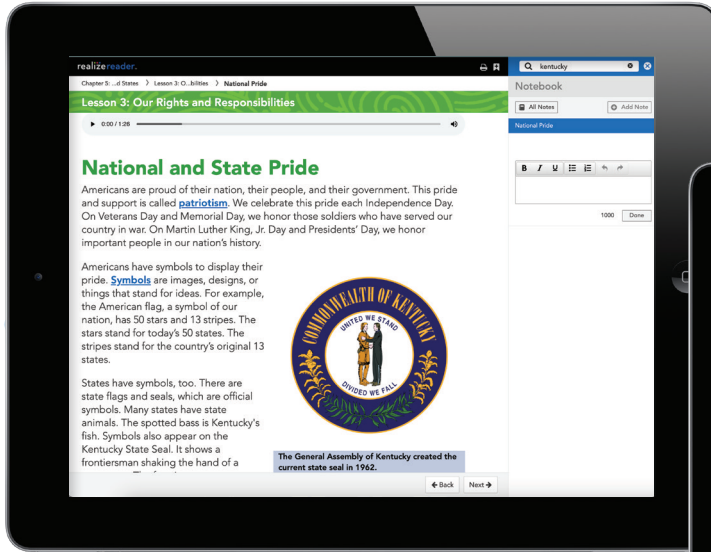 realizereader.
kentucky
Chapter 5: ...d States > Lesson 3: O...bilities > National Pride
Notebook
Lesson 3: Our Rights and Responsibilities
All Notes
Add Note
0:00 / 1:26
National Pride
National and State Pride
Americans are proud of their nation, their people, and their government. This pride
and support is called patriotism. We celebrate this pride each Independence Day.
On Veterans Day and Memorial Day, we honor those soldiers who have served our
country in war. On Martin Luther King, Jr. Day and Presidents' Day, we honor
important people in our nation's history.
B I U
1000 Done
Americans have symbols to display their
pride. Symbols are images, designs, or
things that stand for ideas. For example,
the American flag, a symbol of our
nation, has 50 stars and 13 stripes. The
stars stand for today's 50 states. The
stripes stand for the country's original 13
states.
States have symbols, too. There are
state flags and seals, which are official
symbols. Many states have state
animals. The spotted bass is Kentucky's
fish. Symbols also appear on the
Kentucky State Seal. It shows a
frontiersman shaking the hand of a
COMMONWEALTH OF KENTUCKY
UNITED WE STAND
DIVIDED WE FALL
The General Assembly of Kentucky created the
current state seal in 1962.
Back
Next